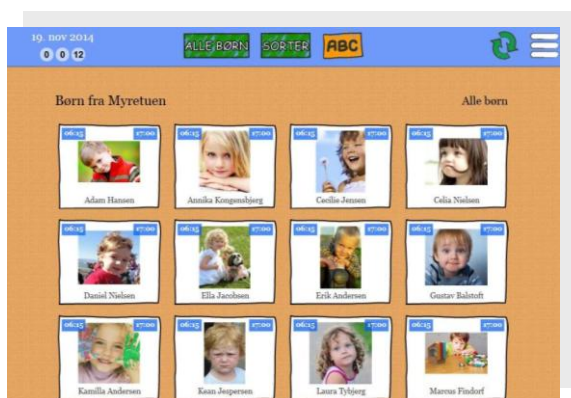 19. nov 2014
0 0 12
ALLE BØRN SORTER ABC
Børn fra Myretuen Alle børn
06:15 17:00 06:15 17:00 06:15 17:00 06:15 17:00
Adam Hansen Annika Kongensbjerg Cecilie Jensen Celia Nielsen
06:15 17:00 06:15 17:00 06:15 17:00 06:15 17:00
Daniel Nielsen Ella Jacobsen Erik Andersen Gustav Balstoft
06:15 17:00 06:15 17:00 06:15 17:00 06:15 17:00
Kamilla Andersen Kean Jespersen Laura Tybjerg Marcus Findorf